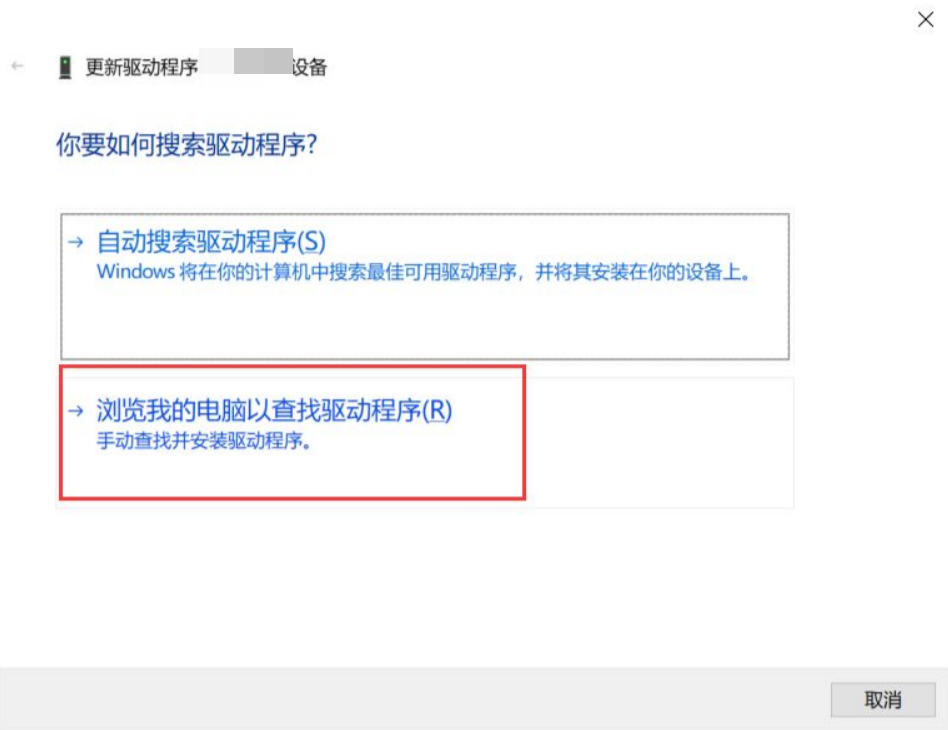 更新驱动程序 设备
你要如何搜索驱动程序?
→ 自动搜索驱动程序(S)
Windows 将在你的计算机中搜索最佳可用驱动程序，并将其安装在你的设备上。
→ 浏览我的电脑以查找驱动程序(R)
手动查找并安装驱动程序。
取消